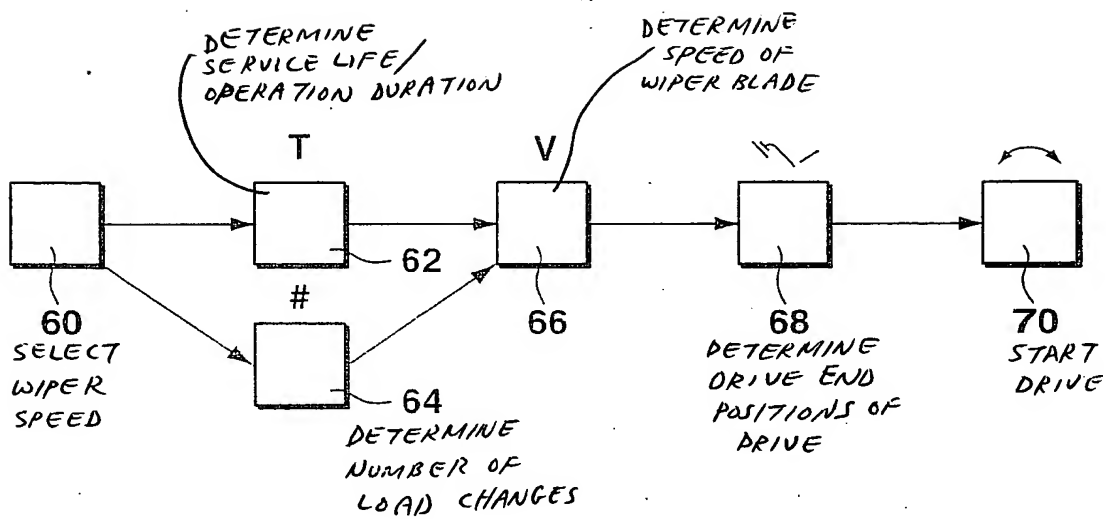 DETERMINE
SERVICE LIFE/
OPERATION DURATION
DETERMINE
SPEED OF
WIPER BLADE
T
V
62
#
60
SELECT
WIPER
SPEED
64
DETERMINE
NUMBER OF
LOAD CHANGES
66
68
DETERMINE
DRIVE END
POSITIONS OF
DRIVE
70
START
DRIVE